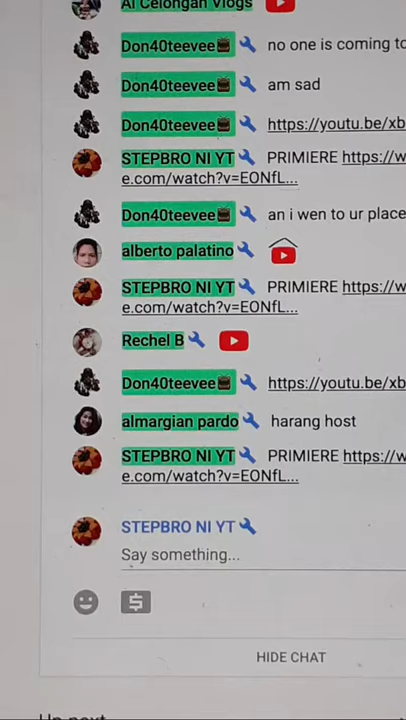 Al Celongan Vlogs
Don40teevee no one is coming to
Don40teevee am sad
Don40teevee https://youtu.be/xb
STEPBRO NI YT PRIMIERE https://w
e.com/watch?v=EONfL...
Don40teevee an i wen to ur place
alberto palatino
STEPBRO NI YT PRIMIERE https://w
e.com/watch?v=EONfL...
Rechel B
Don40teevee https://youtu.be/xb
almargian pardo harang host
STEPBRO NI YT PRIMIERE https://w
e.com/watch?v=EONfL...
STEPBRO NI YT
Say something...
HIDE CHAT
Up next